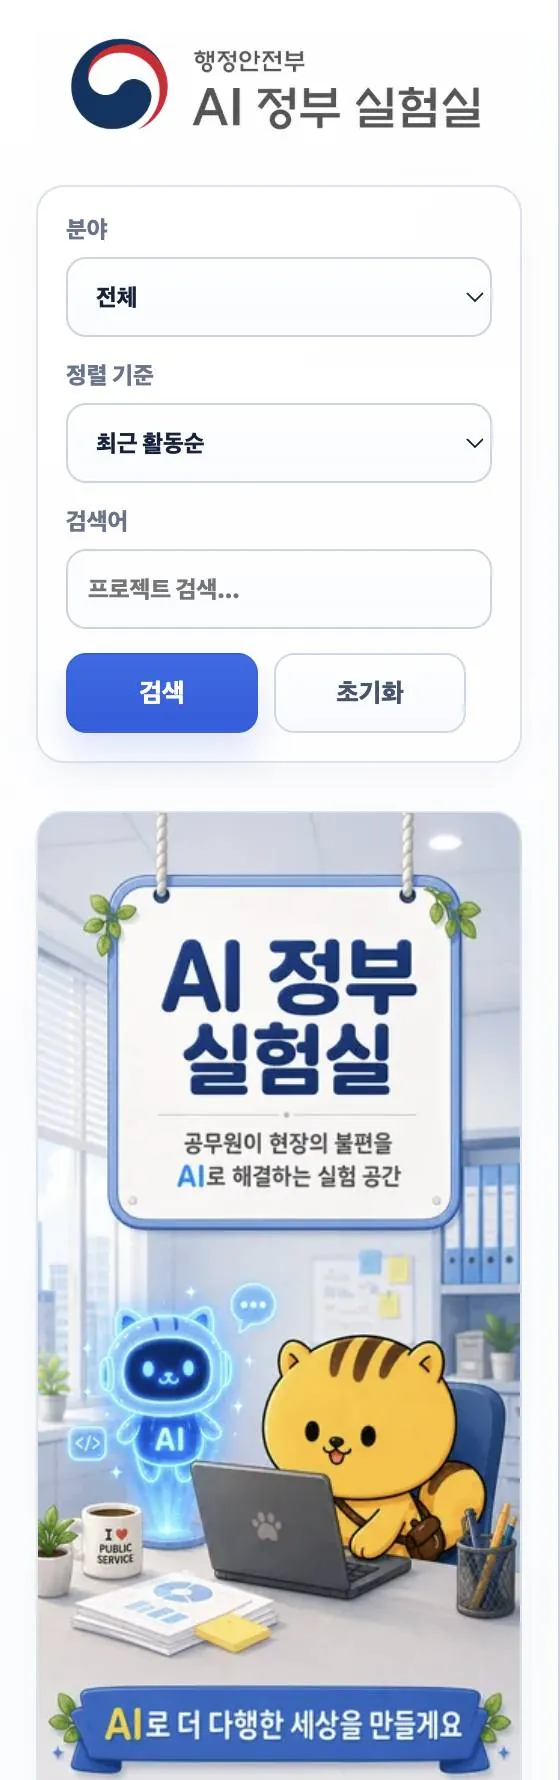 행정안전부
AI 정부 실험실
분야
전체
정렬 기준
최근 활동순
검색어
프로젝트 검색...
검색
초기화
AI 정부
실험실
공무원이 현장의 불편을
AI로 해결하는 실험 공간
</>
AI
I ♥
PUBLIC
SERVICE
AI로 더 다행한 세상을 만들게요